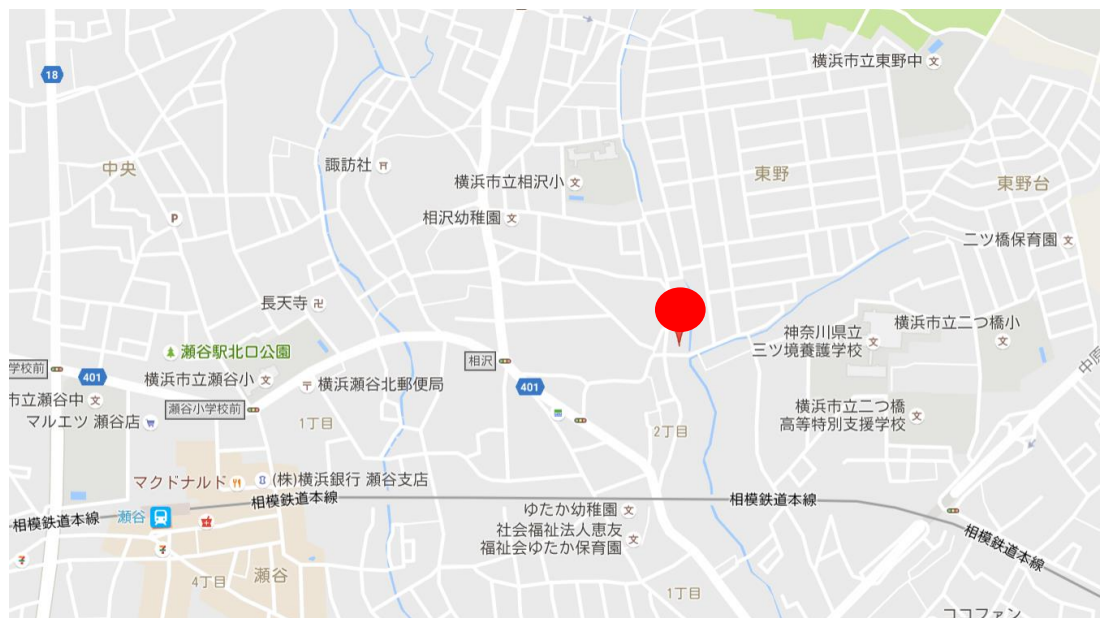 横浜市立東野中
18
中央
諏訪社
東野
横浜市立相沢小
東野台
P
相沢幼稚園
二ツ橋保育園
長天寺
横浜市立二つ橋小
神奈川県立
三ツ境養護学校
瀬谷駅北口公園
相沢
中原
学校前
401
横浜市立瀬谷小
横浜瀬谷北郵便局
401
市立瀬谷中
瀬谷小学校前
横浜市立二つ橋
高等特別支援学校
マルエツ 瀬谷店
1丁目
2丁目
マクドナルド
(株)横浜銀行 瀬谷支店
相模鉄道本線
相模鉄道本線
ゆたか幼稚園
瀬谷
相模鉄道本線
社会福祉法人恵友
福祉会ゆたか保育園
相模鉄道本線
4丁目
瀬谷
1丁目
ココファン